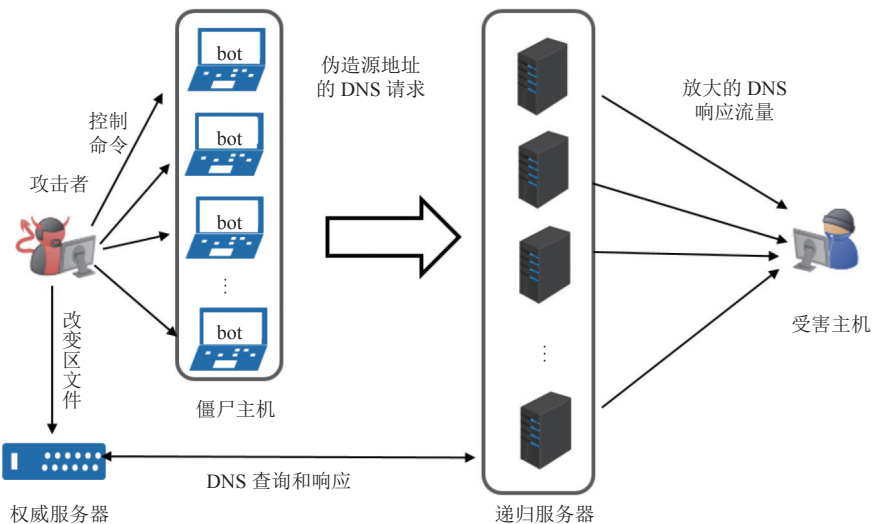 bot
bot
bot
⋮
bot
控制
命令
攻击者
改
变
区
文
件
僵尸主机
伪造源地址
的 DNS 请求
⋮
放大的 DNS
响应流量
受害主机
DNS 查询和响应
权威服务器
递归服务器